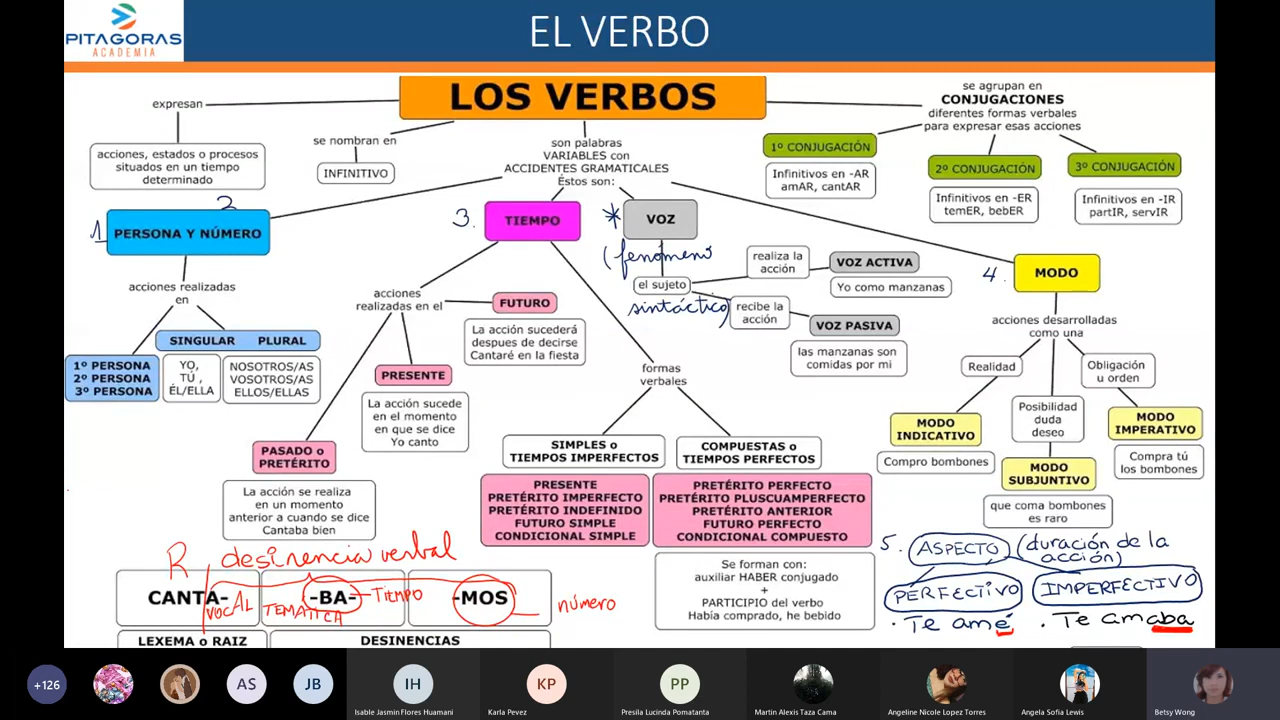 PITAGORAS
ACADEMIA
EL VERBO
LOS VERBOS
expresan
acciones, estados o procesos
situados en un tiempo
determinado
se nombran en
INFINITIVO
son palabras
VARIABLES con
ACCIDENTES GRAMATICALES
Éstos son:
se agrupan en
CONJUGACIONES
diferentes formas verbales
para expresar esas acciones
1º CONJUGACIÓN
Infinitivos en -AR
amAR, cantAR
2º CONJUGACIÓN
Infinitivos en -ER
temER, bebER
3º CONJUGACIÓN
Infinitivos en -IR
partIR, servIR
1 2
PERSONA Y NÚMERO
acciones realizadas
en
SINGULAR PLURAL
1º PERSONA
2º PERSONA
3º PERSONA
YO,
TÚ ,
ÉL/ELLA
NOSOTROS/AS
VOSOTROS/AS
ELLOS/ELLAS
3. TIEMPO
acciones
realizadas en el
FUTURO
La acción sucederá
despues de decirse
Cantaré en la fiesta
PRESENTE
La acción sucede
en el momento
en que se dice
Yo canto
PASADO o
PRETÉRITO
La acción se realiza
en un momento
anterior a cuando se dice
Cantaba bien
formas
verbales
SIMPLES o
TIEMPOS IMPERFECTOS
PRESENTE
PRETÉRITO IMPERFECTO
PRETÉRITO INDEFINIDO
FUTURO SIMPLE
CONDICIONAL SIMPLE
COMPUESTAS o
TIEMPOS PERFECTOS
PRETÉRITO PERFECTO
PRETÉRITO PLUSCUAMPERFECTO
PRETÉRITO ANTERIOR
FUTURO PERFECTO
CONDICIONAL COMPUESTO
Se forman con:
auxiliar HABER conjugado
+
PARTICIPIO del verbo
Había comprado, he bebido
* VOZ
(fenómeno
el sujeto
sintáctico)
realiza la
acción
VOZ ACTIVA
Yo como manzanas
recibe la
acción
VOZ PASIVA
las manzanas son
comidas por mi
4. MODO
acciones desarrolladas
como una
Realidad
MODO
INDICATIVO
Compro bombones
Posibilidad
duda
deseo
MODO
SUBJUNTIVO
que coma bombones
es raro
Obligación
u orden
MODO
IMPERATIVO
Compra tú
los bombones
5. ASPECTO (duración de la
acción)
PERFECTIVO IMPERFECTIVO
· Te amé · Te amaba
R desinencia verbal
CANTA- -BA- -MOS
VOCAL TEMÁTICA TIEMPO número
LEXEMA o RAIZ DESINENCIAS
+126
AS
JB
IH
Isable Jasmin Flores Huamani
KP
Karla Pevez
PP
Presila Lucinda Pomatanta
Martin Alexis Taza Cama
Angeline Nicole Lopez Torres
Angela Sofia Lewis
Betsy Wong